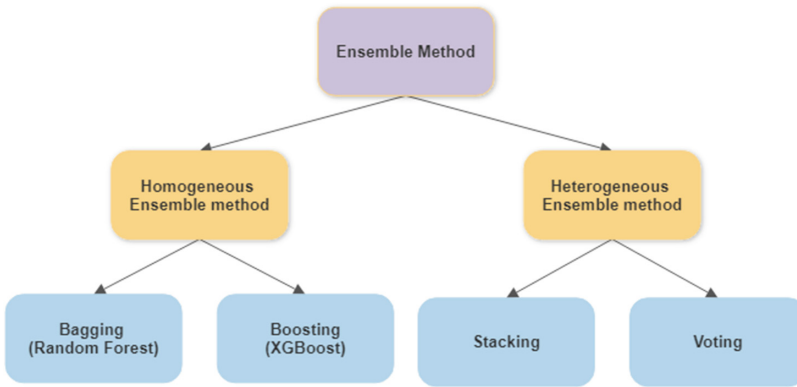 Ensemble Method
Homogeneous
Ensemble method
Heterogeneous
Ensemble method
Bagging
(Random Forest)
Boosting
(XGBoost)
Stacking
Voting